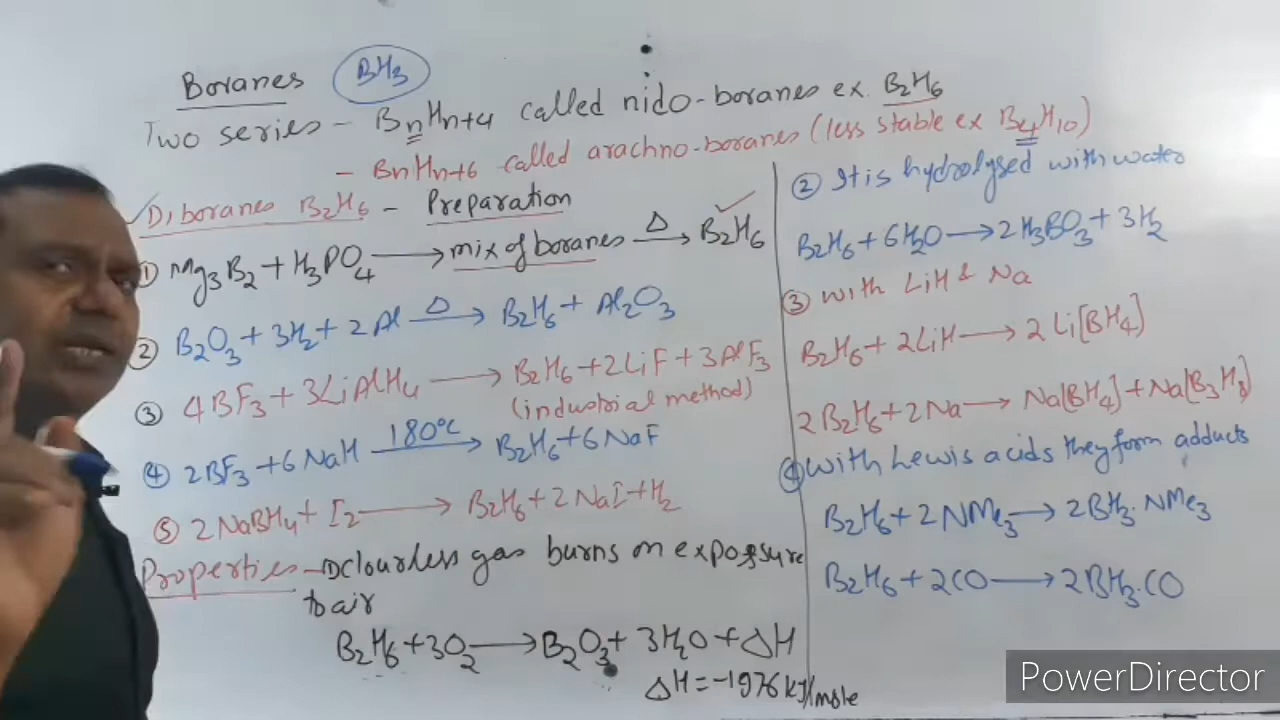 Boranes BH₃
Two series - BnHn+4 called nido-boranes ex. B₂H₆
- BnHn+6 called arachno-boranes (less stable ex B₄H₁₀)
Diboranes B₂H₆ - Preparation
① Mg₃B₂ + H₃PO₄ ⟶ mix of boranes —Δ→ B₂H₆
② B₂O₃ + 3H₂ + 2Al —Δ→ B₂H₆ + Al₂O₃
③ 4BF₃ + 3LiAlH₄ ⟶ B₂H₆ + 2LiF + 3AlF₃
(industrial method)
④ 2BF₃ + 6NaH —180°C→ B₂H₆ + 6NaF
⑤ 2NaBH₄ + I₂ ⟶ B₂H₆ + 2NaI + H₂
Properties - ①clourless gas burns on exposure
to air
B₂H₆ + 3O₂ ⟶ B₂O₃ + 3H₂O + ΔH
ΔH = -1976 kJ/mole
② It is hydrolysed with water
B₂H₆ + 6H₂O ⟶ 2H₃BO₃ + 3H₂
③ with LiH & Na
B₂H₆ + 2LiH ⟶ 2Li[BH₄]
2B₂H₆ + 2Na ⟶ Na[BH₄] + Na[B₃H₈]
④ with Lewis acids they form adducts
B₂H₆ + 2NMe₃ ⟶ 2BH₃·NMe₃
B₂H₆ + 2CO ⟶ 2BH₃·CO
PowerDirector